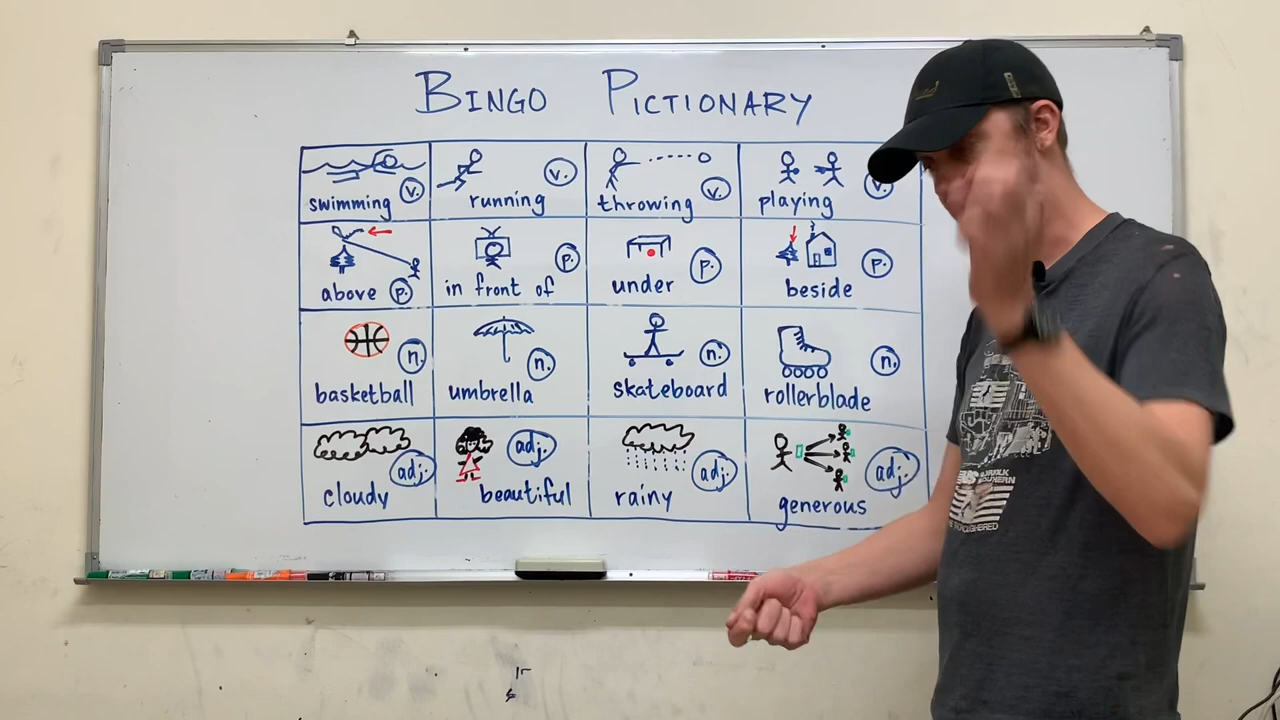 BINGO PICTIONARY
swimming v. running v. throwing v. playing v.
above p. in front of p. under p. beside p.
basketball n. umbrella n. skateboard n. rollerblade n.
cloudy adj. beautiful adj. rainy adj. generous adj.